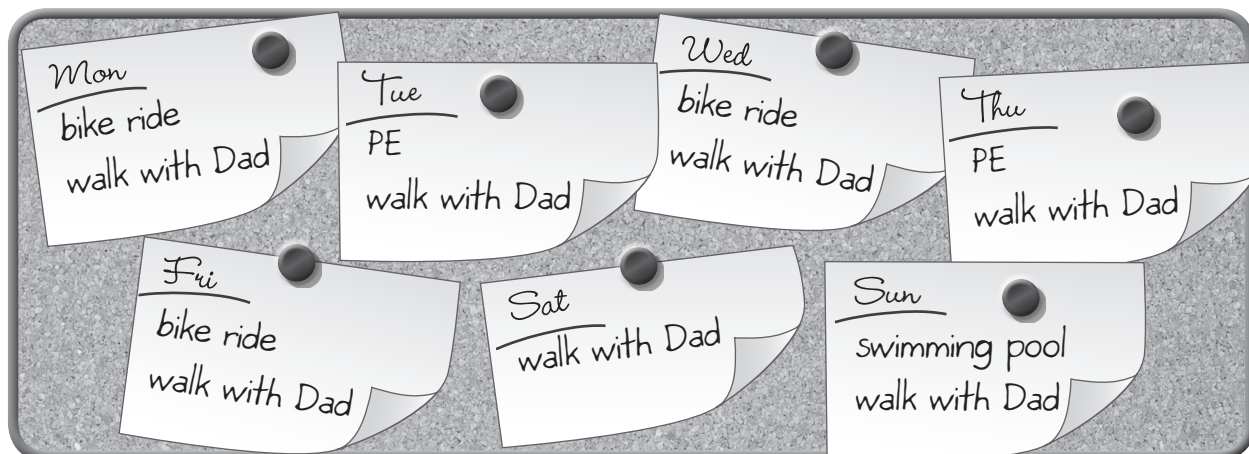 Mon
bike ride
walk with Dad
Tue
PE
walk with Dad
Wed
bike ride
walk with Dad
Thu
PE
walk with Dad
Fri
bike ride
walk with Dad
Sat
walk with Dad
Sun
swimming pool
walk with Dad